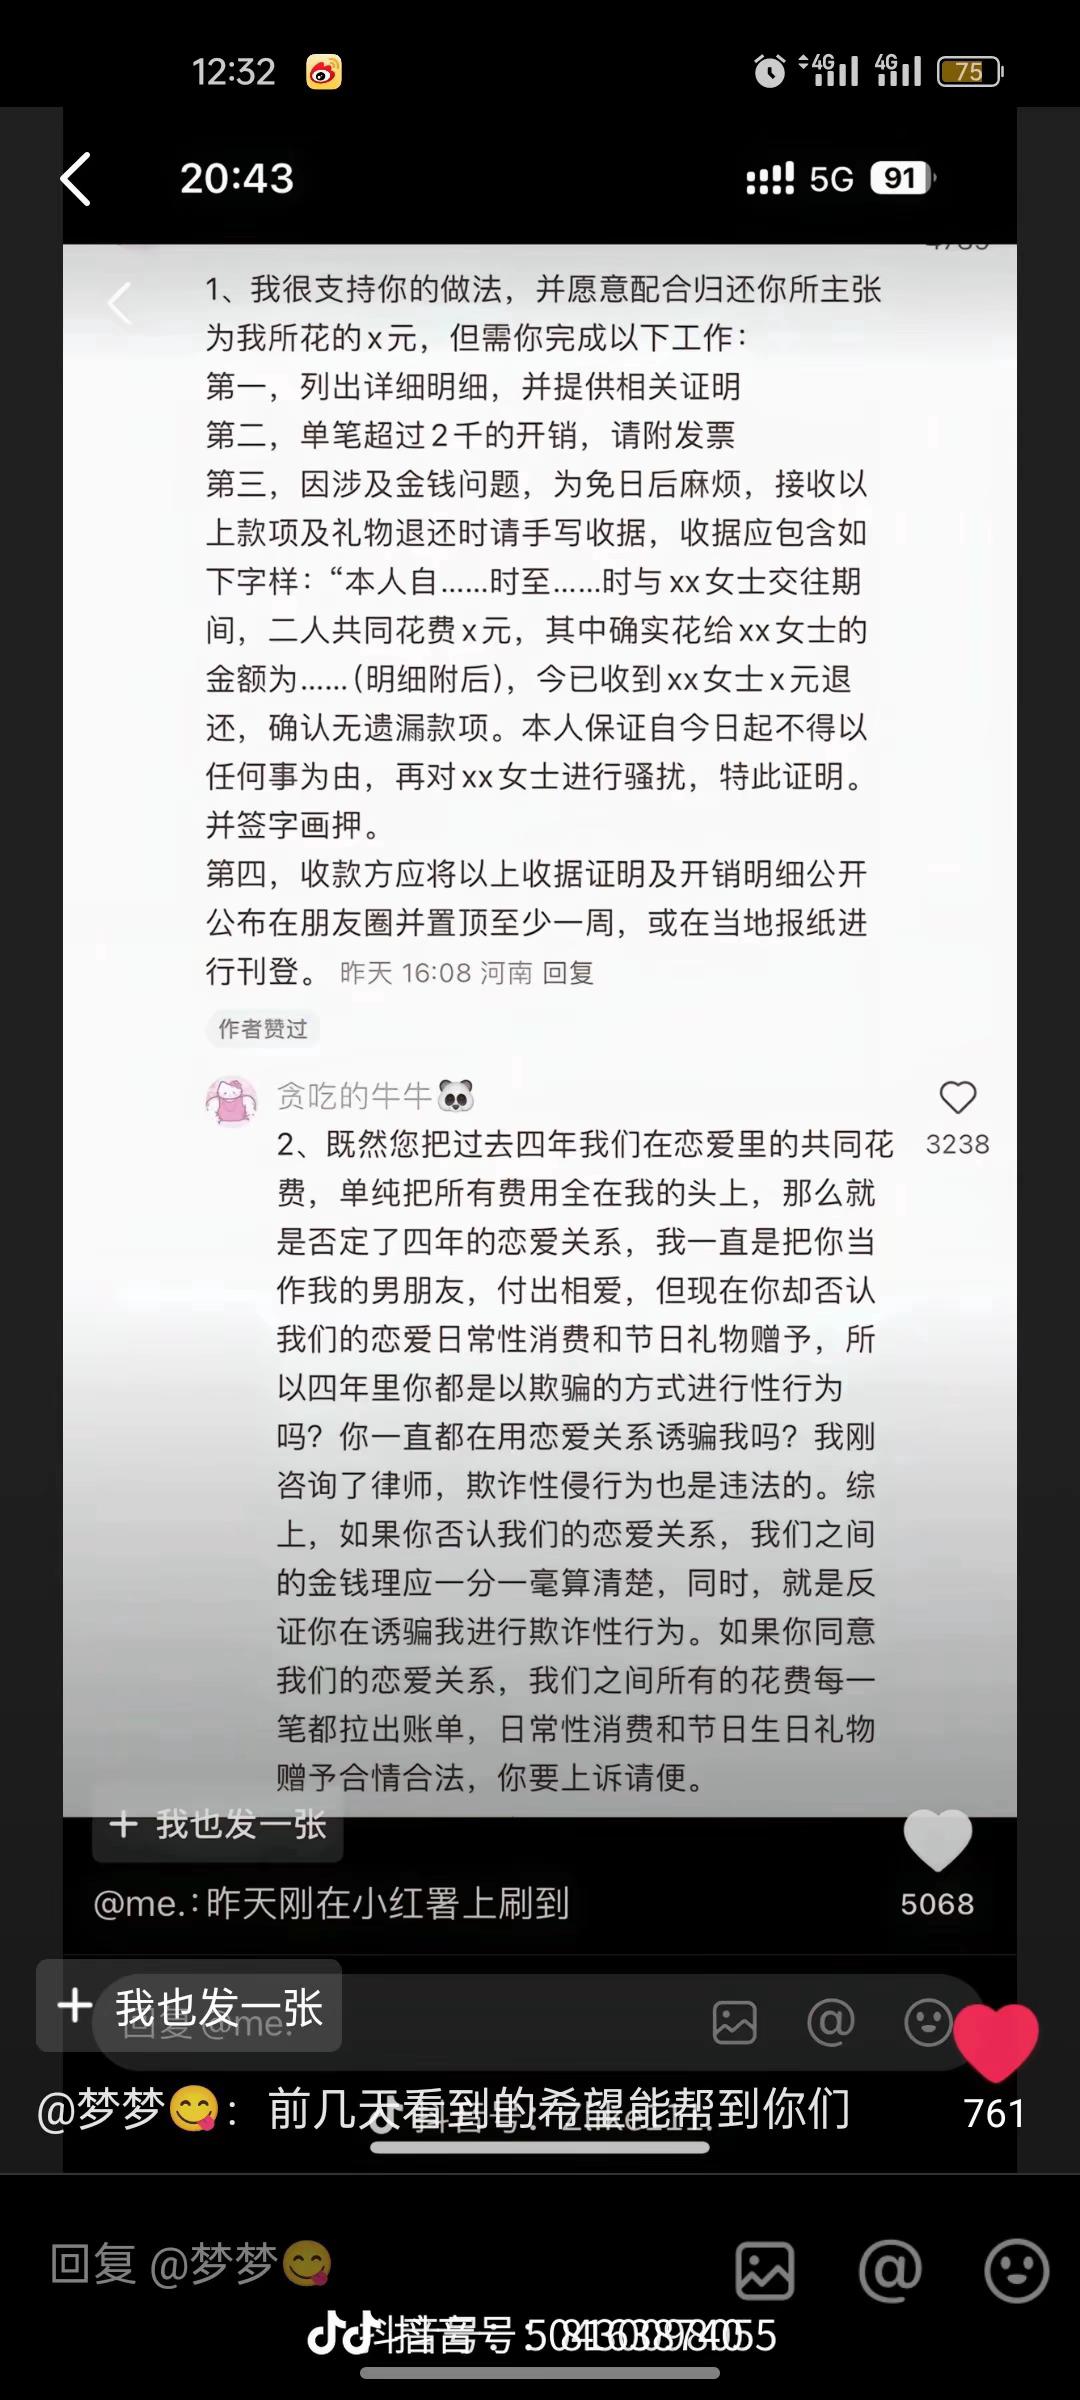 12:32
4G
4G
75
20:43
5G
91
1、我很支持你的做法，并愿意配合归还你所主张
为我所花的x元，但需你完成以下工作：
第一，列出详细明细，并提供相关证明
第二，单笔超过2千的开销，请附发票
第三，因涉及金钱问题，为免日后麻烦，接收以
上款项及礼物退还时请手写收据，收据应包含如
下字样：“本人自……时至……时与xx女士交往期
间，二人共同花费x元，其中确实花给xx女士的
金额为……（明细附后），今已收到xx女士x元退
还，确认无遗漏款项。本人保证自今日起不得以
任何事为由，再对xx女士进行骚扰，特此证明。
并签字画押。
第四，收款方应将以上收据证明及开销明细公开
公布在朋友圈并置顶至少一周，或在当地报纸进
行刊登。 昨天 16:08 河南 回复
作者赞过
贪吃的牛牛🐼
2、既然您把过去四年我们在恋爱里的共同花
3238
费，单纯把所有费用全在我的头上，那么就
是否定了四年的恋爱关系，我一直是把你当
作我的男朋友，付出相爱，但现在你却否认
我们的恋爱日常性消费和节日礼物赠予，所
以四年里你都是以欺骗的方式进行性行为
吗？你一直都在用恋爱关系诱骗我吗？我刚
咨询了律师，欺诈性侵行为也是违法的。综
上，如果你否认我们的恋爱关系，我们之间
的金钱理应一分一毫算清楚，同时，就是反
证你在诱骗我进行欺诈性行为。如果你同意
我们的恋爱关系，我们之间所有的花费每一
笔都拉出账单，日常性消费和节日生日礼物
赠予合情合法，你要上诉请便。
+ 我也发一张
5068
@me.：昨天刚在小红署上刷到
+ 我也发一张
回复 @me.
@梦梦😋：前几天看到的希望能帮到你们
761
抖音号：
回复 @梦梦😋
抖音号：